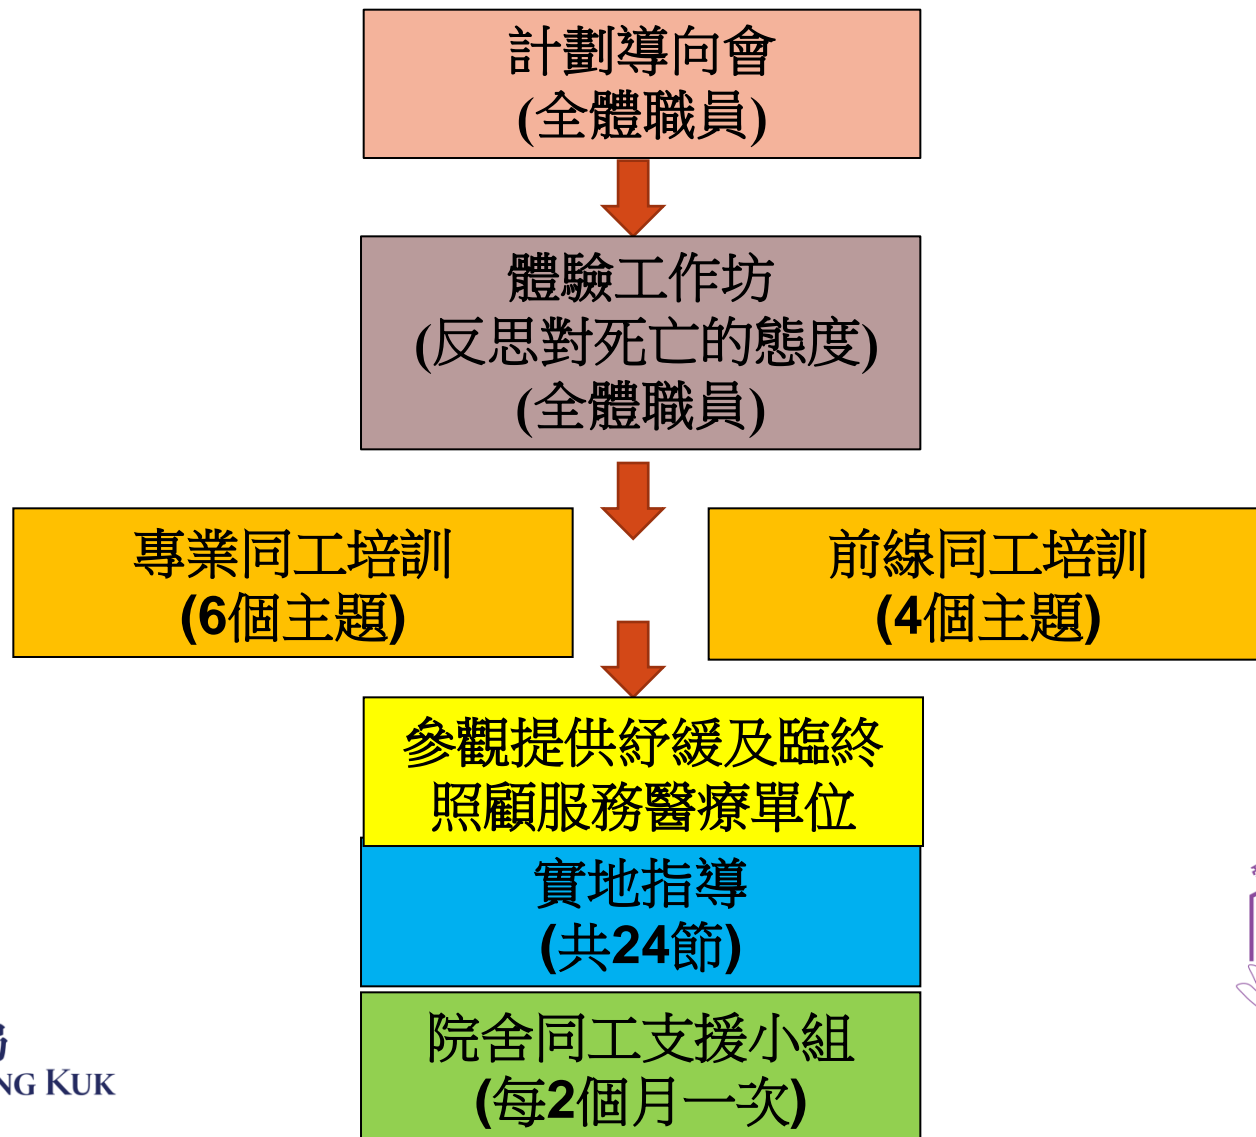 計劃導向會
(全體職員)
體驗工作坊
(反思對死亡的態度)
(全體職員)
專業同工培訓
(6個主題)
前線同工培訓
(4個主題)
參觀提供紓緩及臨終
照顧服務醫療單位
實地指導
(共24節)
院舍同工支援小組
(每2個月一次)
NG KUK